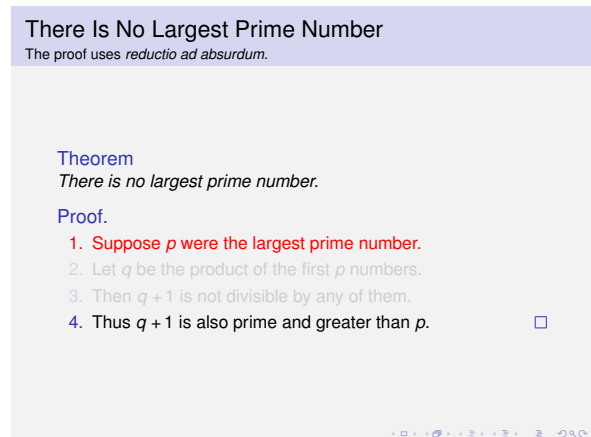 There Is No Largest Prime Number
The proof uses reductio ad absurdum.
Theorem
There is no largest prime number.
Proof.
1. Suppose p were the largest prime number.
2. Let q be the product of the first p numbers.
3. Then q + 1 is not divisible by any of them.
4. Thus q + 1 is also prime and greater than p.